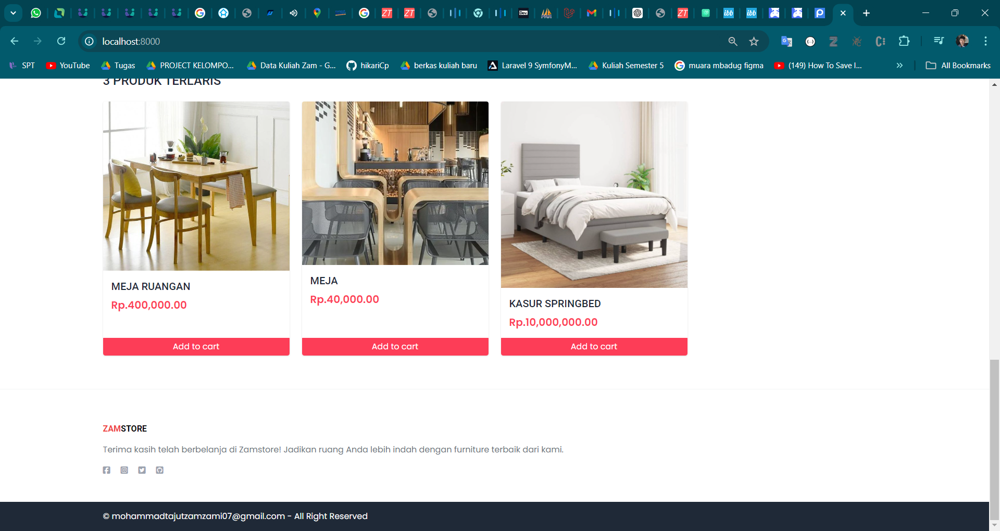 localhost:8000
SPT
YouTube
Tugas
PROJECT KELOMPO...
Data Kuliah Zam - G...
hikariCp
berkas kuliah baru
Laravel 9 SymfonyM...
Kuliah Semester 5
muara mbadug figma
(149) How To Save I...
All Bookmarks
3 PRODUK TERLARIS
MEJA RUANGAN
Rp.400,000.00
Add to cart
MEJA
Rp.40,000.00
Add to cart
KASUR SPRINGBED
Rp.10,000,000.00
Add to cart
ZAMSTORE
Terima kasih telah berbelanja di Zamstore! Jadikan ruang Anda lebih indah dengan furniture terbaik dari kami.
© mohammadtajutzamzami07@gmail.com - All Right Reserved